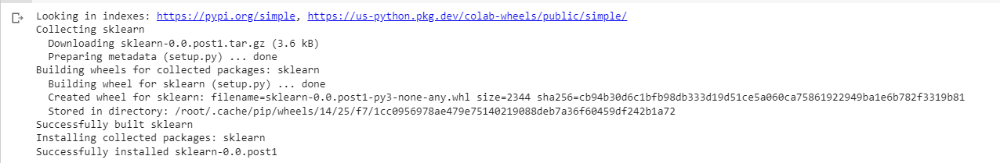 Looking in indexes: https://pypi.org/simple, https://us-python.pkg.dev/colab-wheels/public/simple/
Collecting sklearn
Downloading sklearn-0.0.post1.tar.gz (3.6 kB)
Preparing metadata (setup.py) ... done
Building wheels for collected packages: sklearn
Building wheel for sklearn (setup.py) ... done
Created wheel for sklearn: filename=sklearn-0.0.post1-py3-none-any.whl size=2344 sha256=cb94b30d6c1bfb98db333d19d51ce5a060ca75861922949ba1e6b782f3319b81
Stored in directory: /root/.cache/pip/wheels/14/25/f7/1cc0956978ae479e75140219088deb7a36f60459df242b1a72
Successfully built sklearn
Installing collected packages: sklearn
Successfully installed sklearn-0.0.post1